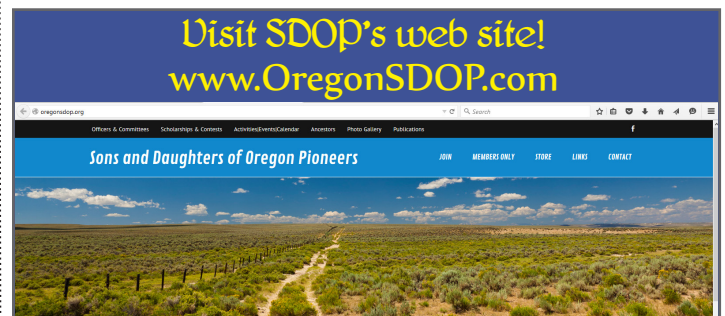 Visit SDOP's web site!
www.OregonSDOP.com
oregonsdop.org
Search
Officers & Committees Scholarships & Contests Activities|Events|Calendar Ancestors Photo Gallery Publications
f
Sons and Daughters of Oregon Pioneers
JOIN MEMBERS ONLY STORE LINKS CONTACT